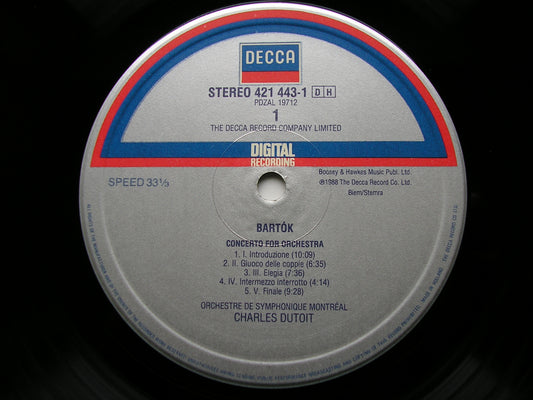 DECCA
STEREO 421 443-1 DH
PDZAL 19712
1
THE DECCA RECORD COMPANY LIMITED
DIGITAL
RECORDING
SPEED 33⅓
Boosey & Hawkes Music Publ. Ltd.
℗1988 The Decca Record Co. Ltd.
Biem/Stemra
BARTÓK
CONCERTO FOR ORCHESTRA
1. I. Introduzione (10:09)
2. II. Giuoco delle coppie (6:35)
3. III. Elegia (7:36)
4. IV. Intermezzo interrotto (4:14)
5. V. Finale (9:28)
ORCHESTRE DE SYMPHONIQUE MONTRÉAL
CHARLES DUTOIT